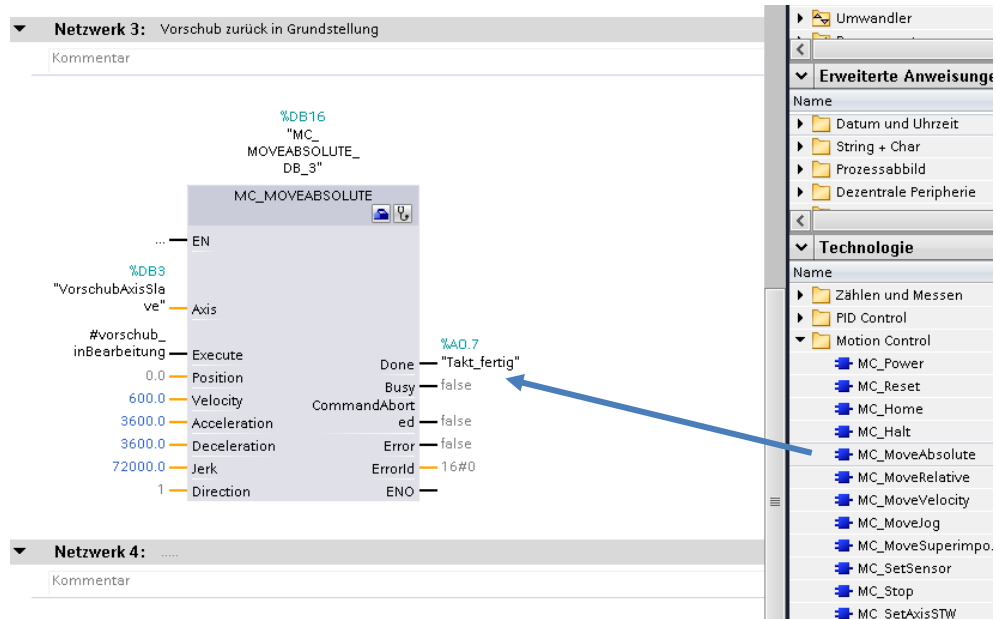 Netzwerk 3: Vorschub zurück in Grundstellung
Kommentar
%DB16
"MC_
MOVEABSOLUTE_
DB_3"
MC_MOVEABSOLUTE
... EN
%DB3
"VorschubAxisSla
ve" Axis
#vorschub_
inBearbeitung Execute
0.0 Position
600.0 Velocity
3600.0 Acceleration
3600.0 Deceleration
72000.0 Jerk
1 Direction
%A0.7
Done "Takt_fertig"
Busy false
CommandAbort
ed false
Error false
ErrorId 16#0
ENO
Netzwerk 4: .....
Kommentar
Umwandler
Erweiterte Anweisunge
Name
Datum und Uhrzeit
String + Char
Prozessabbild
Dezentrale Peripherie
Technologie
Name
Zählen und Messen
PID Control
Motion Control
MC_Power
MC_Reset
MC_Home
MC_Halt
MC_MoveAbsolute
MC_MoveRelative
MC_MoveVelocity
MC_MoveJog
MC_MoveSuperimpo.
MC_SetSensor
MC_Stop
MC_SetAxisSTW